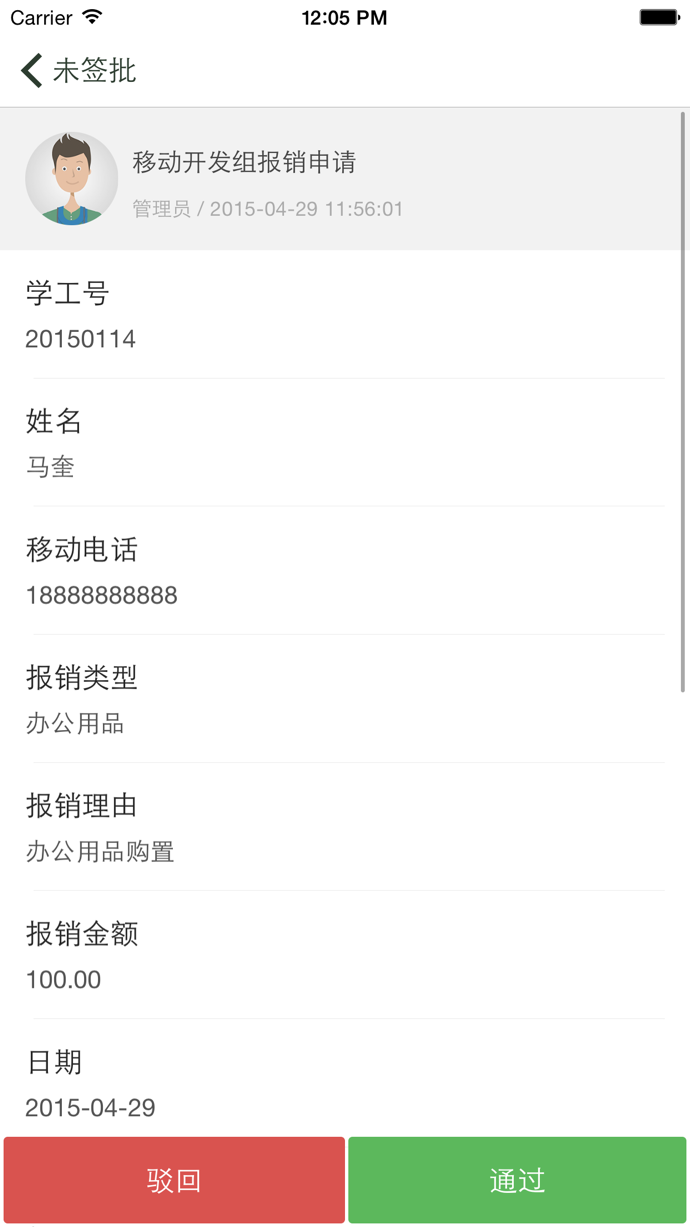 Carrier 12:05 PM
未签批
移动开发组报销申请
管理员 / 2015-04-29 11:56:01
学工号
20150114
姓名
马奎
移动电话
18888888888
报销类型
办公用品
报销理由
办公用品购置
报销金额
100.00
日期
2015-04-29
驳回 通过